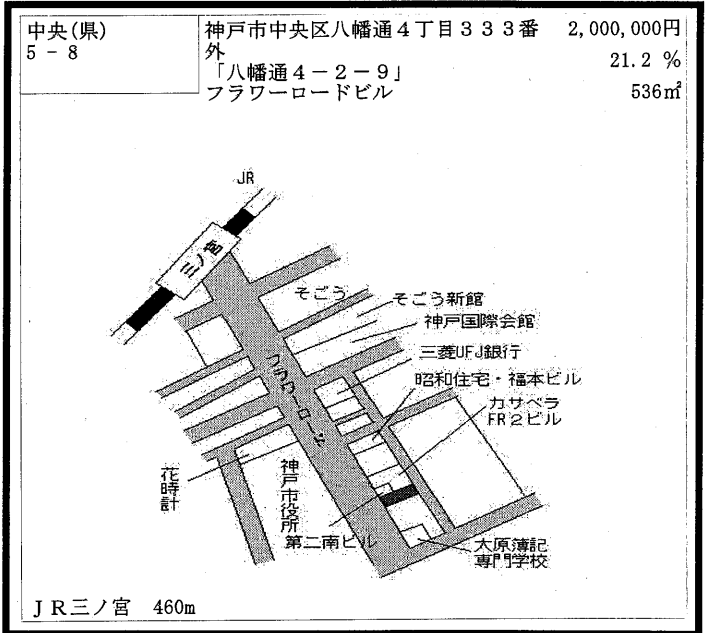 中央(県)
5 - 8
神戸市中央区八幡通４丁目３３３番
外
「八幡通４－２－９」
フラワーロードビル
2,000,000円
21.2 %
536㎡
JR
三ノ宮
そごう
そごう新館
神戸国際会館
三菱UFJ銀行
昭和住宅・福本ビル
カサベラ
FR２ビル
フラワーロード
花時計
神戸市役所
第二南ビル
大原簿記
専門学校
ＪＲ三ノ宮 460m